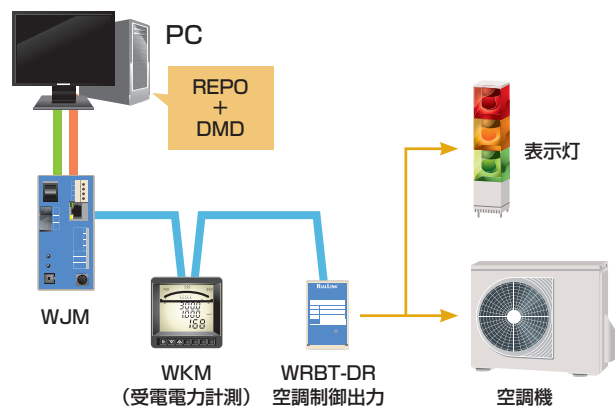 PC
REPO
+
DMD
表示灯
WJM
WKM
(受電電力計測)
WRBT-DR
空調制御出力
空調機